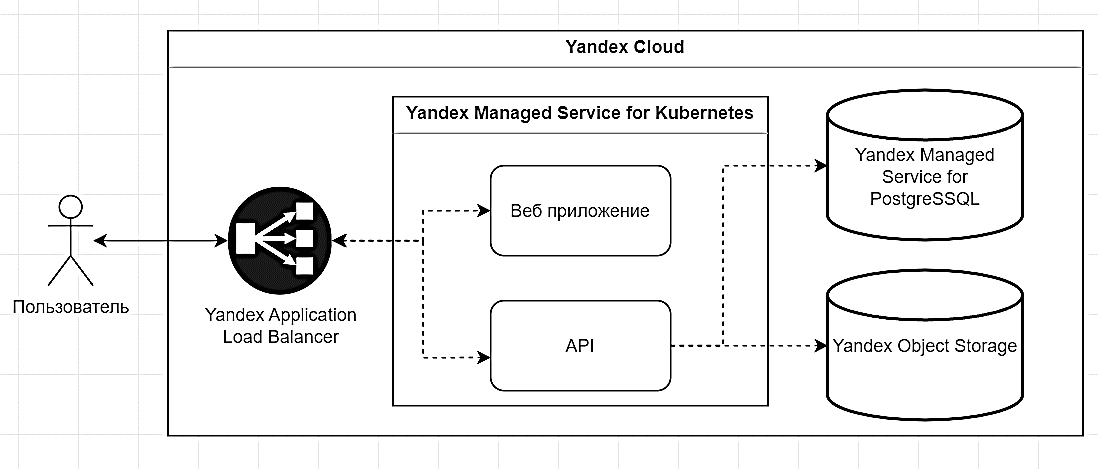 Yandex Cloud
Yandex Managed Service for Kubernetes
Yandex Managed
Service for
PostgreSSQL
Веб приложение
Пользователь
Yandex Application
Load Balancer
API
Yandex Object Storage